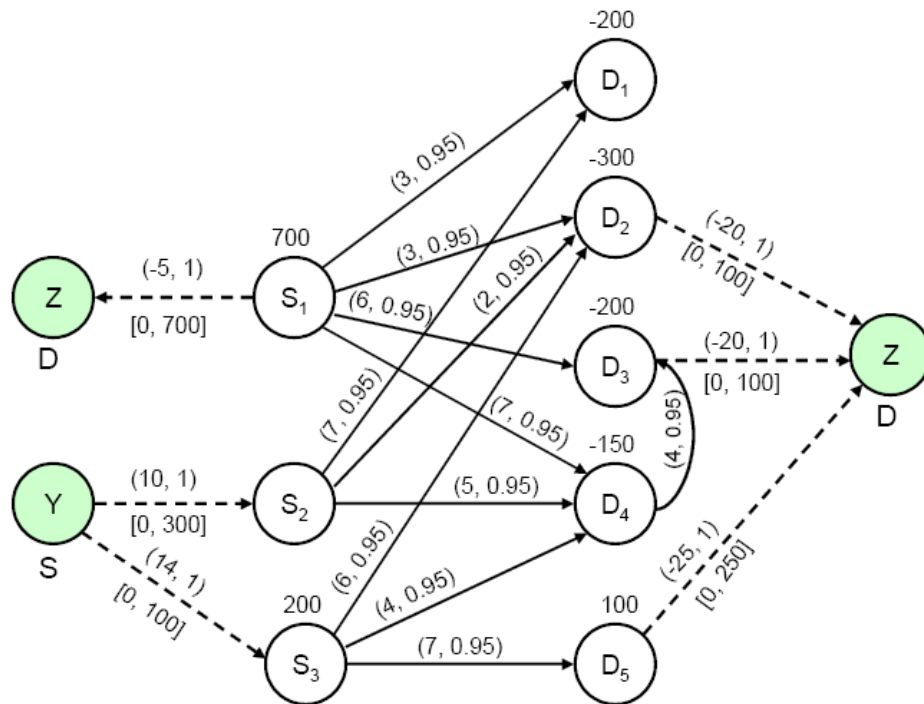 -200
D1
(3, 0.95)
-300
D2
(-20, 1)
[0, 100]
700
(-5, 1)
Z
[0, 700]
D
S1
(3, 0.95)
(2, 0.95)
(6, 0.95)
-200
D3
(-20, 1)
[0, 100]
Z
D
(7, 0.95)
(7, 0.95)
-150
(4, 0.95)
Y
S
(10, 1)
[0, 300]
S2
(5, 0.95)
D4
(14, 1)
[0, 100]
(6, 0.95)
(4, 0.95)
(-25, 1)
[0, 250]
200
S3
(7, 0.95)
100
D5